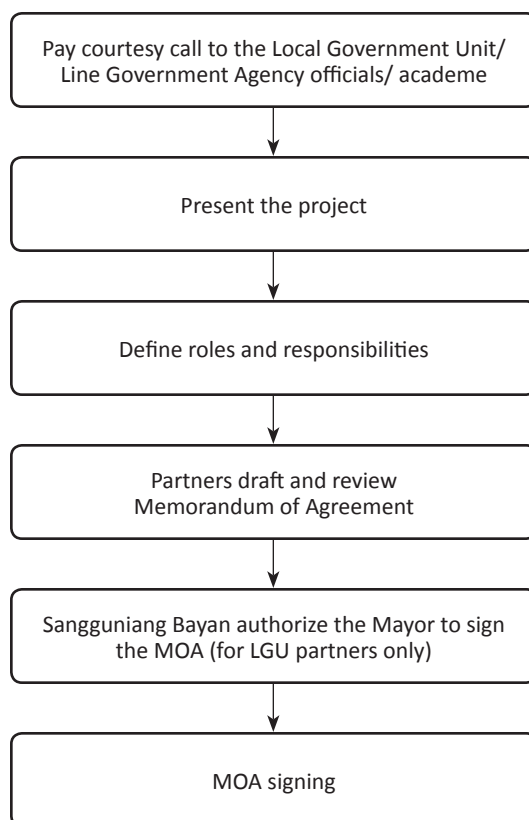 Pay courtesy call to the Local Government Unit/
Line Government Agency officials/ academe
Present the project
Define roles and responsibilities
Partners draft and review
Memorandum of Agreement
Sangguniang Bayan authorize the Mayor to sign
the MOA (for LGU partners only)
MOA signing